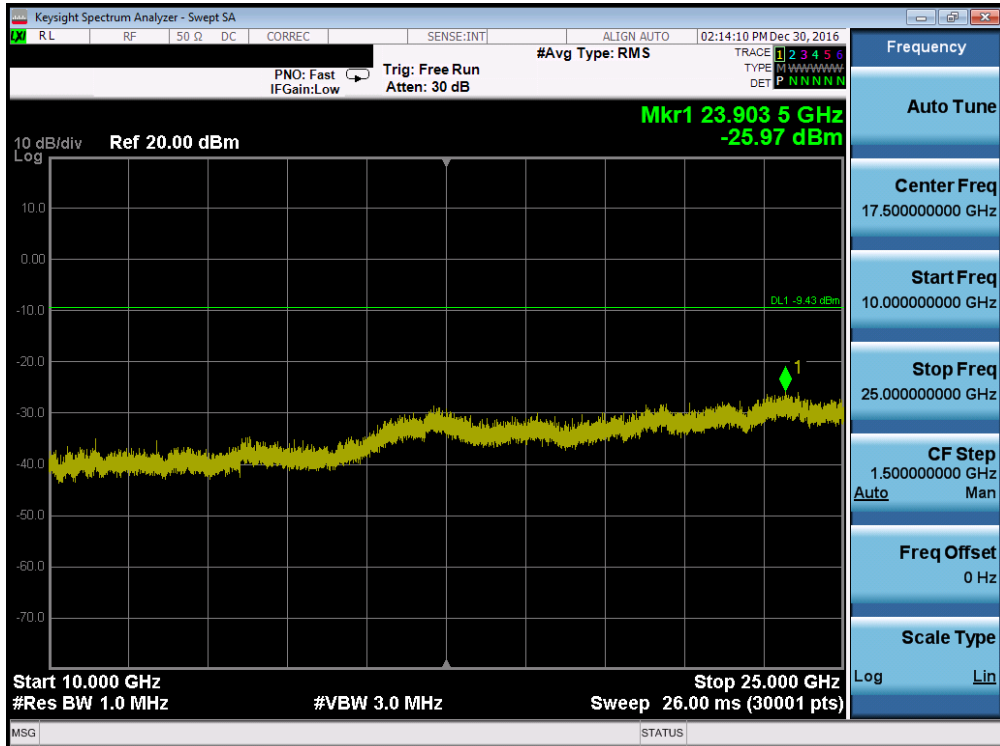 Keysight Spectrum Analyzer - Swept SA
LXI RL RF 50 Ω DC CORREC SENSE:INT ALIGN AUTO 02:14:10 PM Dec 30, 2016
#Avg Type: RMS TRACE 1 2 3 4 5 6
PNO: Fast Trig: Free Run TYPE M WWWWW
IFGain:Low Atten: 30 dB DET P N N N N N
Mkr1 23.903 5 GHz
-25.97 dBm
10 dB/div Ref 20.00 dBm
Log
10.0
0.00
DL1 -9.43 dBm
-10.0
-20.0
1
-30.0
-40.0
-50.0
-60.0
-70.0
Start 10.000 GHz Stop 25.000 GHz
#Res BW 1.0 MHz #VBW 3.0 MHz Sweep 26.00 ms (30001 pts)
MSG STATUS
Frequency
Auto Tune
Center Freq
17.500000000 GHz
Start Freq
10.000000000 GHz
Stop Freq
25.000000000 GHz
CF Step
1.500000000 GHz
Auto Man
Freq Offset
0 Hz
Scale Type
Log Lin